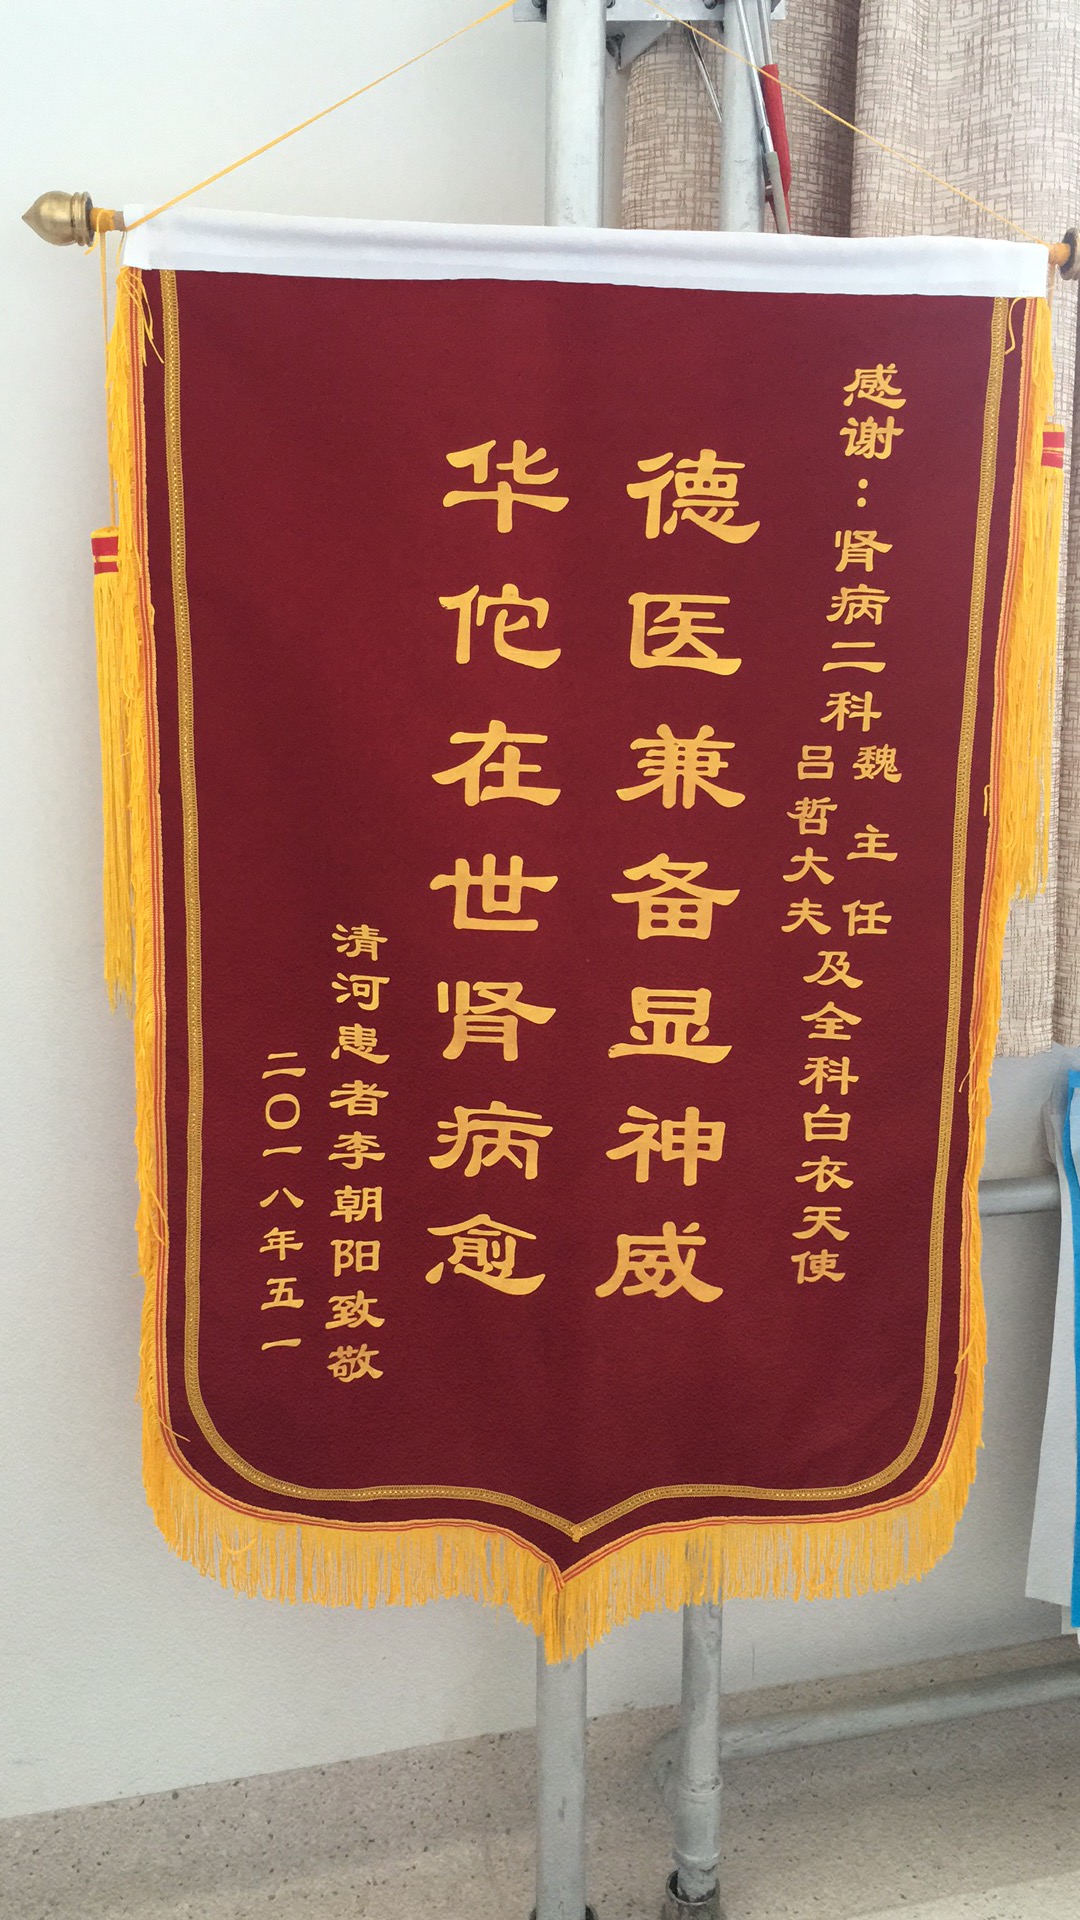 感谢：肾病二科魏主任
吕哲大夫及全科白衣天使
德医兼备显神威
华佗在世肾病愈
清河患者李朝阳致敬
二〇一八年五一